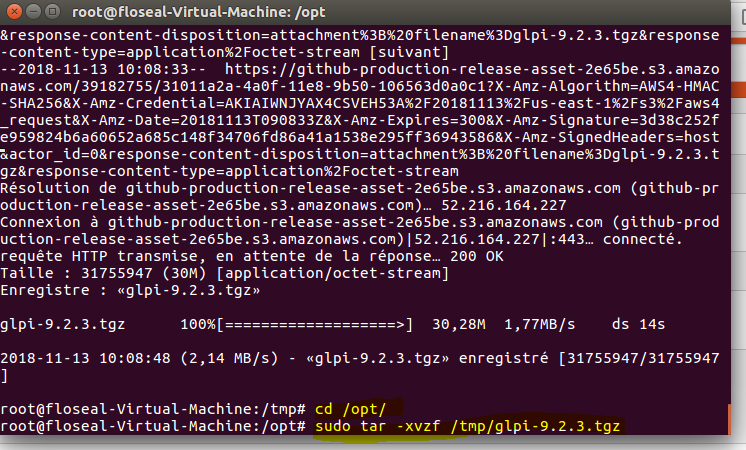 root@floseal-Virtual-Machine: /opt
&response-content-disposition=attachment%3B%20filename%3Dglpi-9.2.3.tgz&response
-content-type=application%2Foctet-stream [suivant]
--2018-11-13 10:08:33--  https://github-production-release-asset-2e65be.s3.amazo
naws.com/39182755/31011a2a-4a0f-11e8-9b50-106563d0a0c1?X-Amz-Algorithm=AWS4-HMAC
-SHA256&X-Amz-Credential=AKIAIWNJYAX4CSVEH53A%2F20181113%2Fus-east-1%2Fs3%2Faws4
_request&X-Amz-Date=20181113T090833Z&X-Amz-Expires=300&X-Amz-Signature=3d38c252f
e959824b6a60652a685c148f34706fd86a41a1538e295ff36943586&X-Amz-SignedHeaders=host
&actor_id=0&response-content-disposition=attachment%3B%20filename%3Dglpi-9.2.3.t
gz&response-content-type=application%2Foctet-stream
Résolution de github-production-release-asset-2e65be.s3.amazonaws.com (github-pr
oduction-release-asset-2e65be.s3.amazonaws.com)… 52.216.164.227
Connexion à github-production-release-asset-2e65be.s3.amazonaws.com (github-prod
uction-release-asset-2e65be.s3.amazonaws.com)|52.216.164.227|:443… connecté.
requête HTTP transmise, en attente de la réponse… 200 OK
Taille : 31755947 (30M) [application/octet-stream]
Enregistre : «glpi-9.2.3.tgz»
glpi-9.2.3.tgz      100%[===================>]  30,28M  1,77MB/s    ds 14s
2018-11-13 10:08:48 (2,14 MB/s) - «glpi-9.2.3.tgz» enregistré [31755947/31755947
]
root@floseal-Virtual-Machine:/tmp# cd /opt/
root@floseal-Virtual-Machine:/opt# sudo tar -xvzf /tmp/glpi-9.2.3.tgz